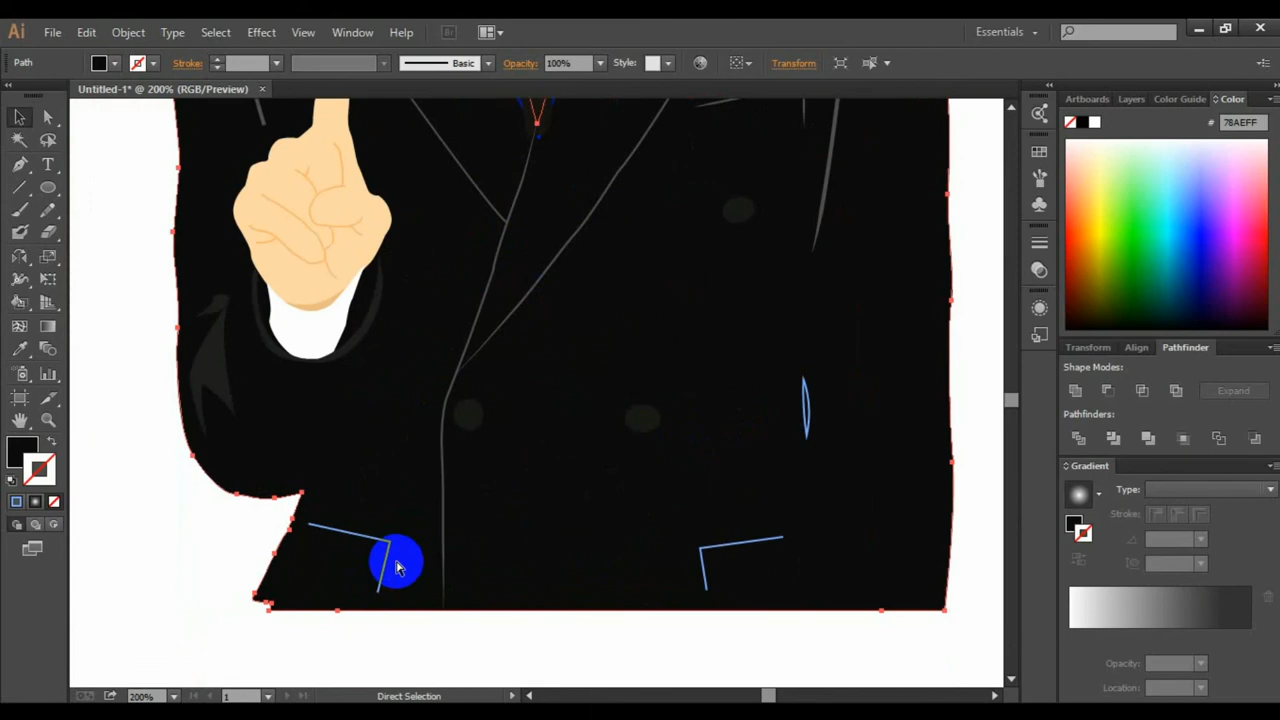 Ai File Edit Object Type Select Effect View Window Help Br Essentials
Path Stroke: Basic Opacity: 100% Style: Transform
Untitled-1* @ 200% (RGB/Preview)
Artboards Layers Color Guide Color
# 78AEFF
Transform Align Pathfinder
Shape Modes:
Expand
Pathfinders:
Gradient
Type:
Stroke:
Opacity:
Location:
200% 1 Direct Selection